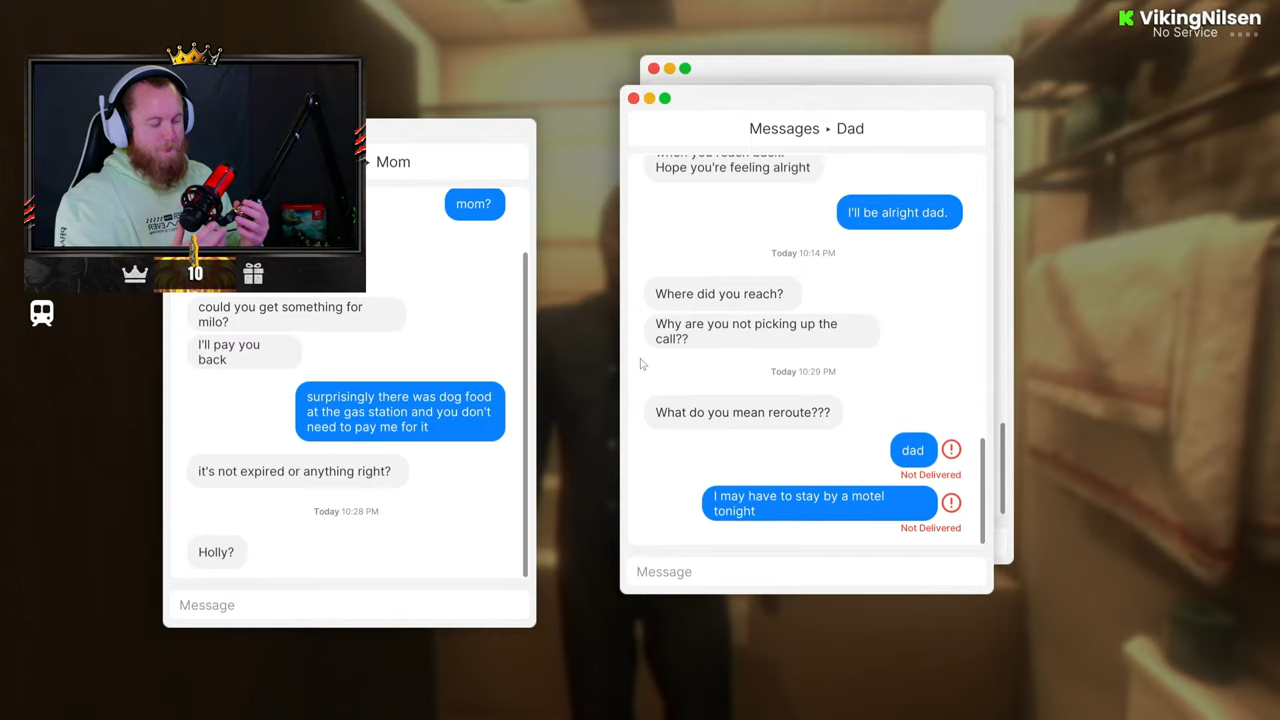 VikingNilsen
No Service
10
Mom
mom?
could you get something for
milo?
I'll pay you
back
surprisingly there was dog food
at the gas station and you don't
need to pay me for it
it's not expired or anything right?
Today 10:28 PM
Holly?
Message
Messages ‣ Dad
when you reach back.
Hope you're feeling alright
I'll be alright dad.
Today 10:14 PM
Where did you reach?
Why are you not picking up the
call??
Today 10:29 PM
What do you mean reroute???
dad
Not Delivered
I may have to stay by a motel
tonight
Not Delivered
Message